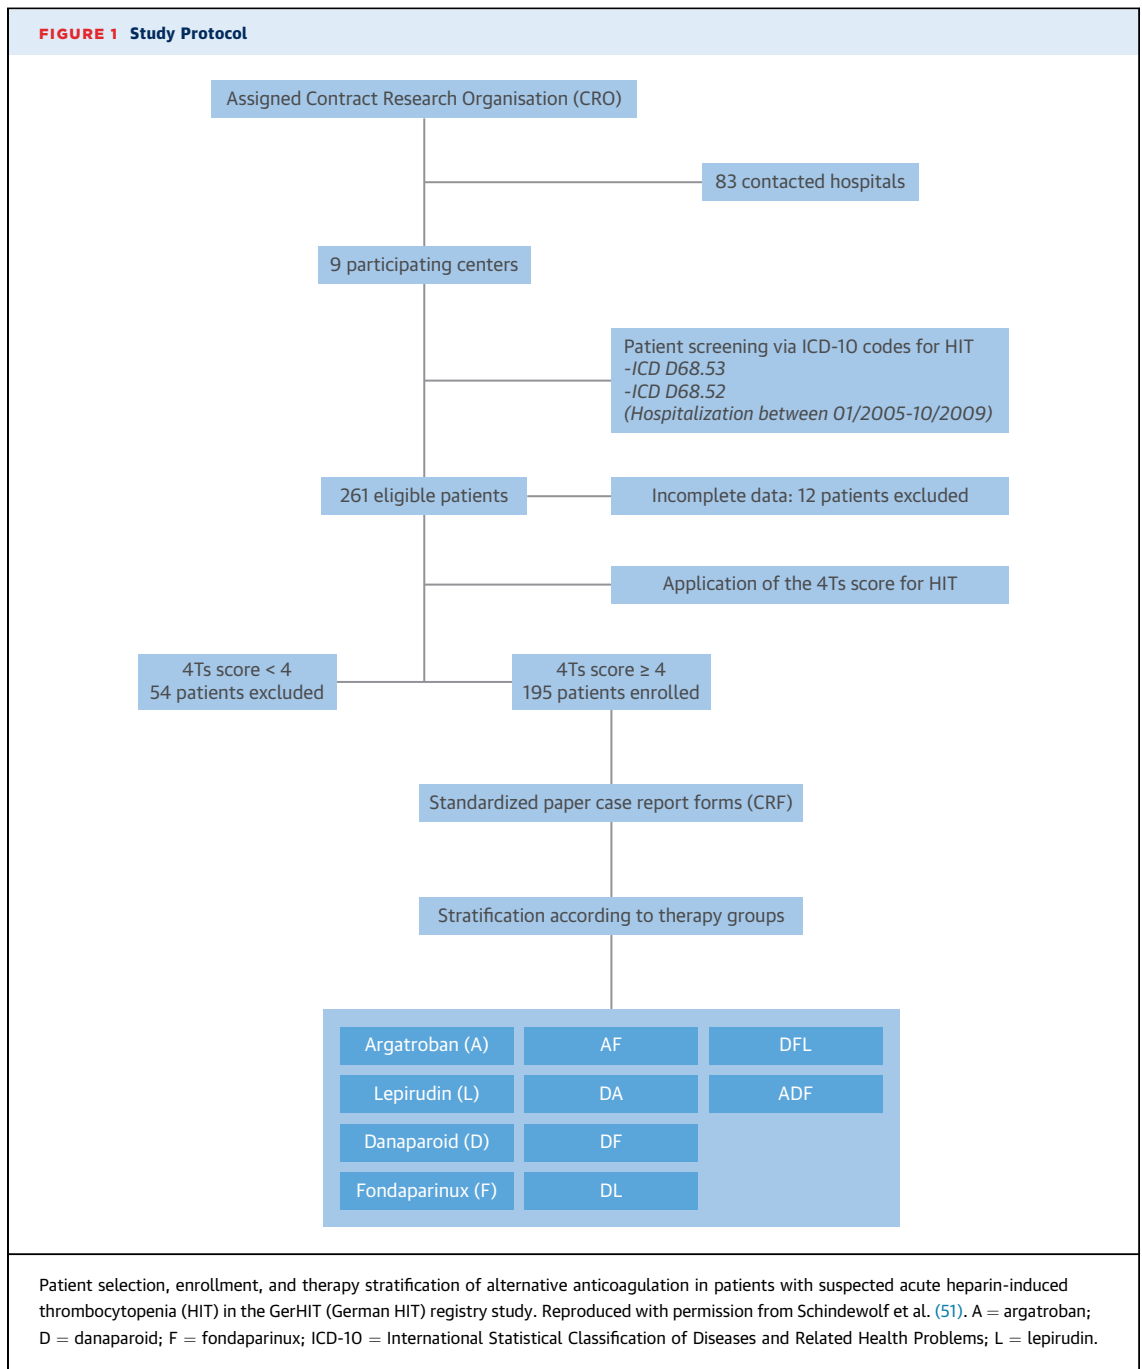 FIGURE 1 Study Protocol
Assigned Contract Research Organisation (CRO)
83 contacted hospitals
9 participating centers
Patient screening via ICD-10 codes for HIT
-ICD D68.53
-ICD D68.52
(Hospitalization between 01/2005-10/2009)
261 eligible patients
Incomplete data: 12 patients excluded
Application of the 4Ts score for HIT
4Ts score < 4
54 patients excluded
4Ts score ≥ 4
195 patients enrolled
Standardized paper case report forms (CRF)
Stratification according to therapy groups
Argatroban (A)
AF
DFL
Lepirudin (L)
DA
ADF
Danaparoid (D)
DF
Fondaparinux (F)
DL
Patient selection, enrollment, and therapy stratification of alternative anticoagulation in patients with suspected acute heparin-induced
thrombocytopenia (HIT) in the GerHIT (German HIT) registry study. Reproduced with permission from Schindewolf et al. (51). A = argatroban;
D = danaparoid; F = fondaparinux; ICD-10 = International Statistical Classification of Diseases and Related Health Problems; L = lepirudin.